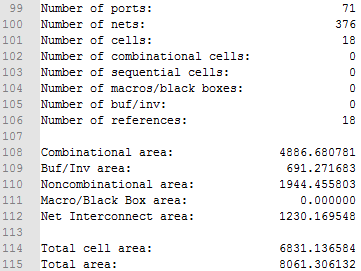 99 Number of ports: 71
100 Number of nets: 376
101 Number of cells: 18
102 Number of combinational cells: 0
103 Number of sequential cells: 0
104 Number of macros/black boxes: 0
105 Number of buf/inv: 0
106 Number of references: 18
107
108 Combinational area: 4886.680781
109 Buf/Inv area: 691.271683
110 Noncombinational area: 1944.455803
111 Macro/Black Box area: 0.000000
112 Net Interconnect area: 1230.169548
113
114 Total cell area: 6831.136584
115 Total area: 8061.306132